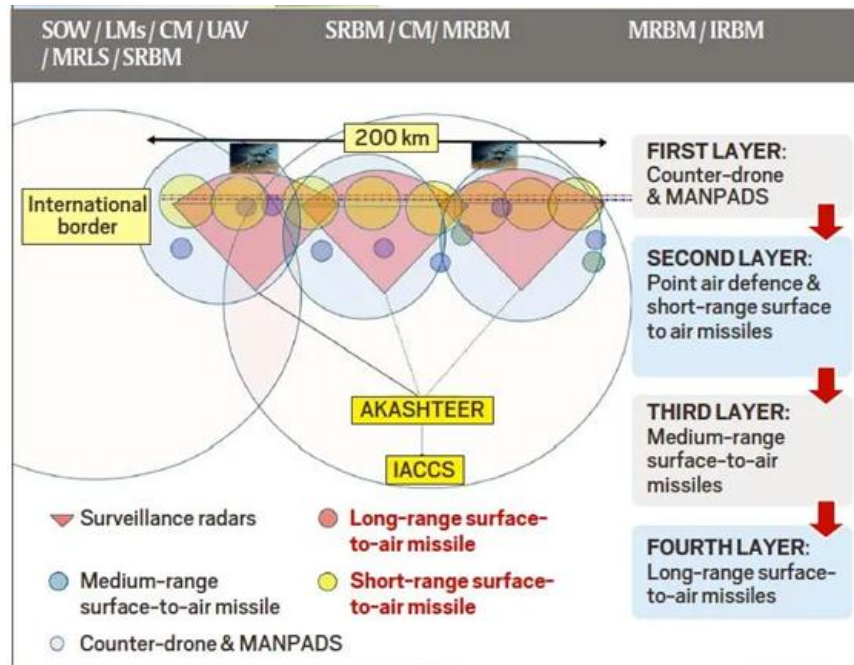 SOW / LMs / CM / UAV
/ MRLS / SRBM
SRBM / CM/ MRBM
MRBM / IRBM
200 km
International
border
AKASHTEER
IACCS
FIRST LAYER:
Counter-drone
& MANPADS
SECOND LAYER:
Point air defence &
short-range surface
to air missiles
THIRD LAYER:
Medium-range
surface-to-air
missiles
FOURTH LAYER:
Long-range surface-
to-air missiles
Surveillance radars
Long-range surface-
to-air missile
Medium-range
surface-to-air missile
Short-range surface-
to-air missile
Counter-drone & MANPADS